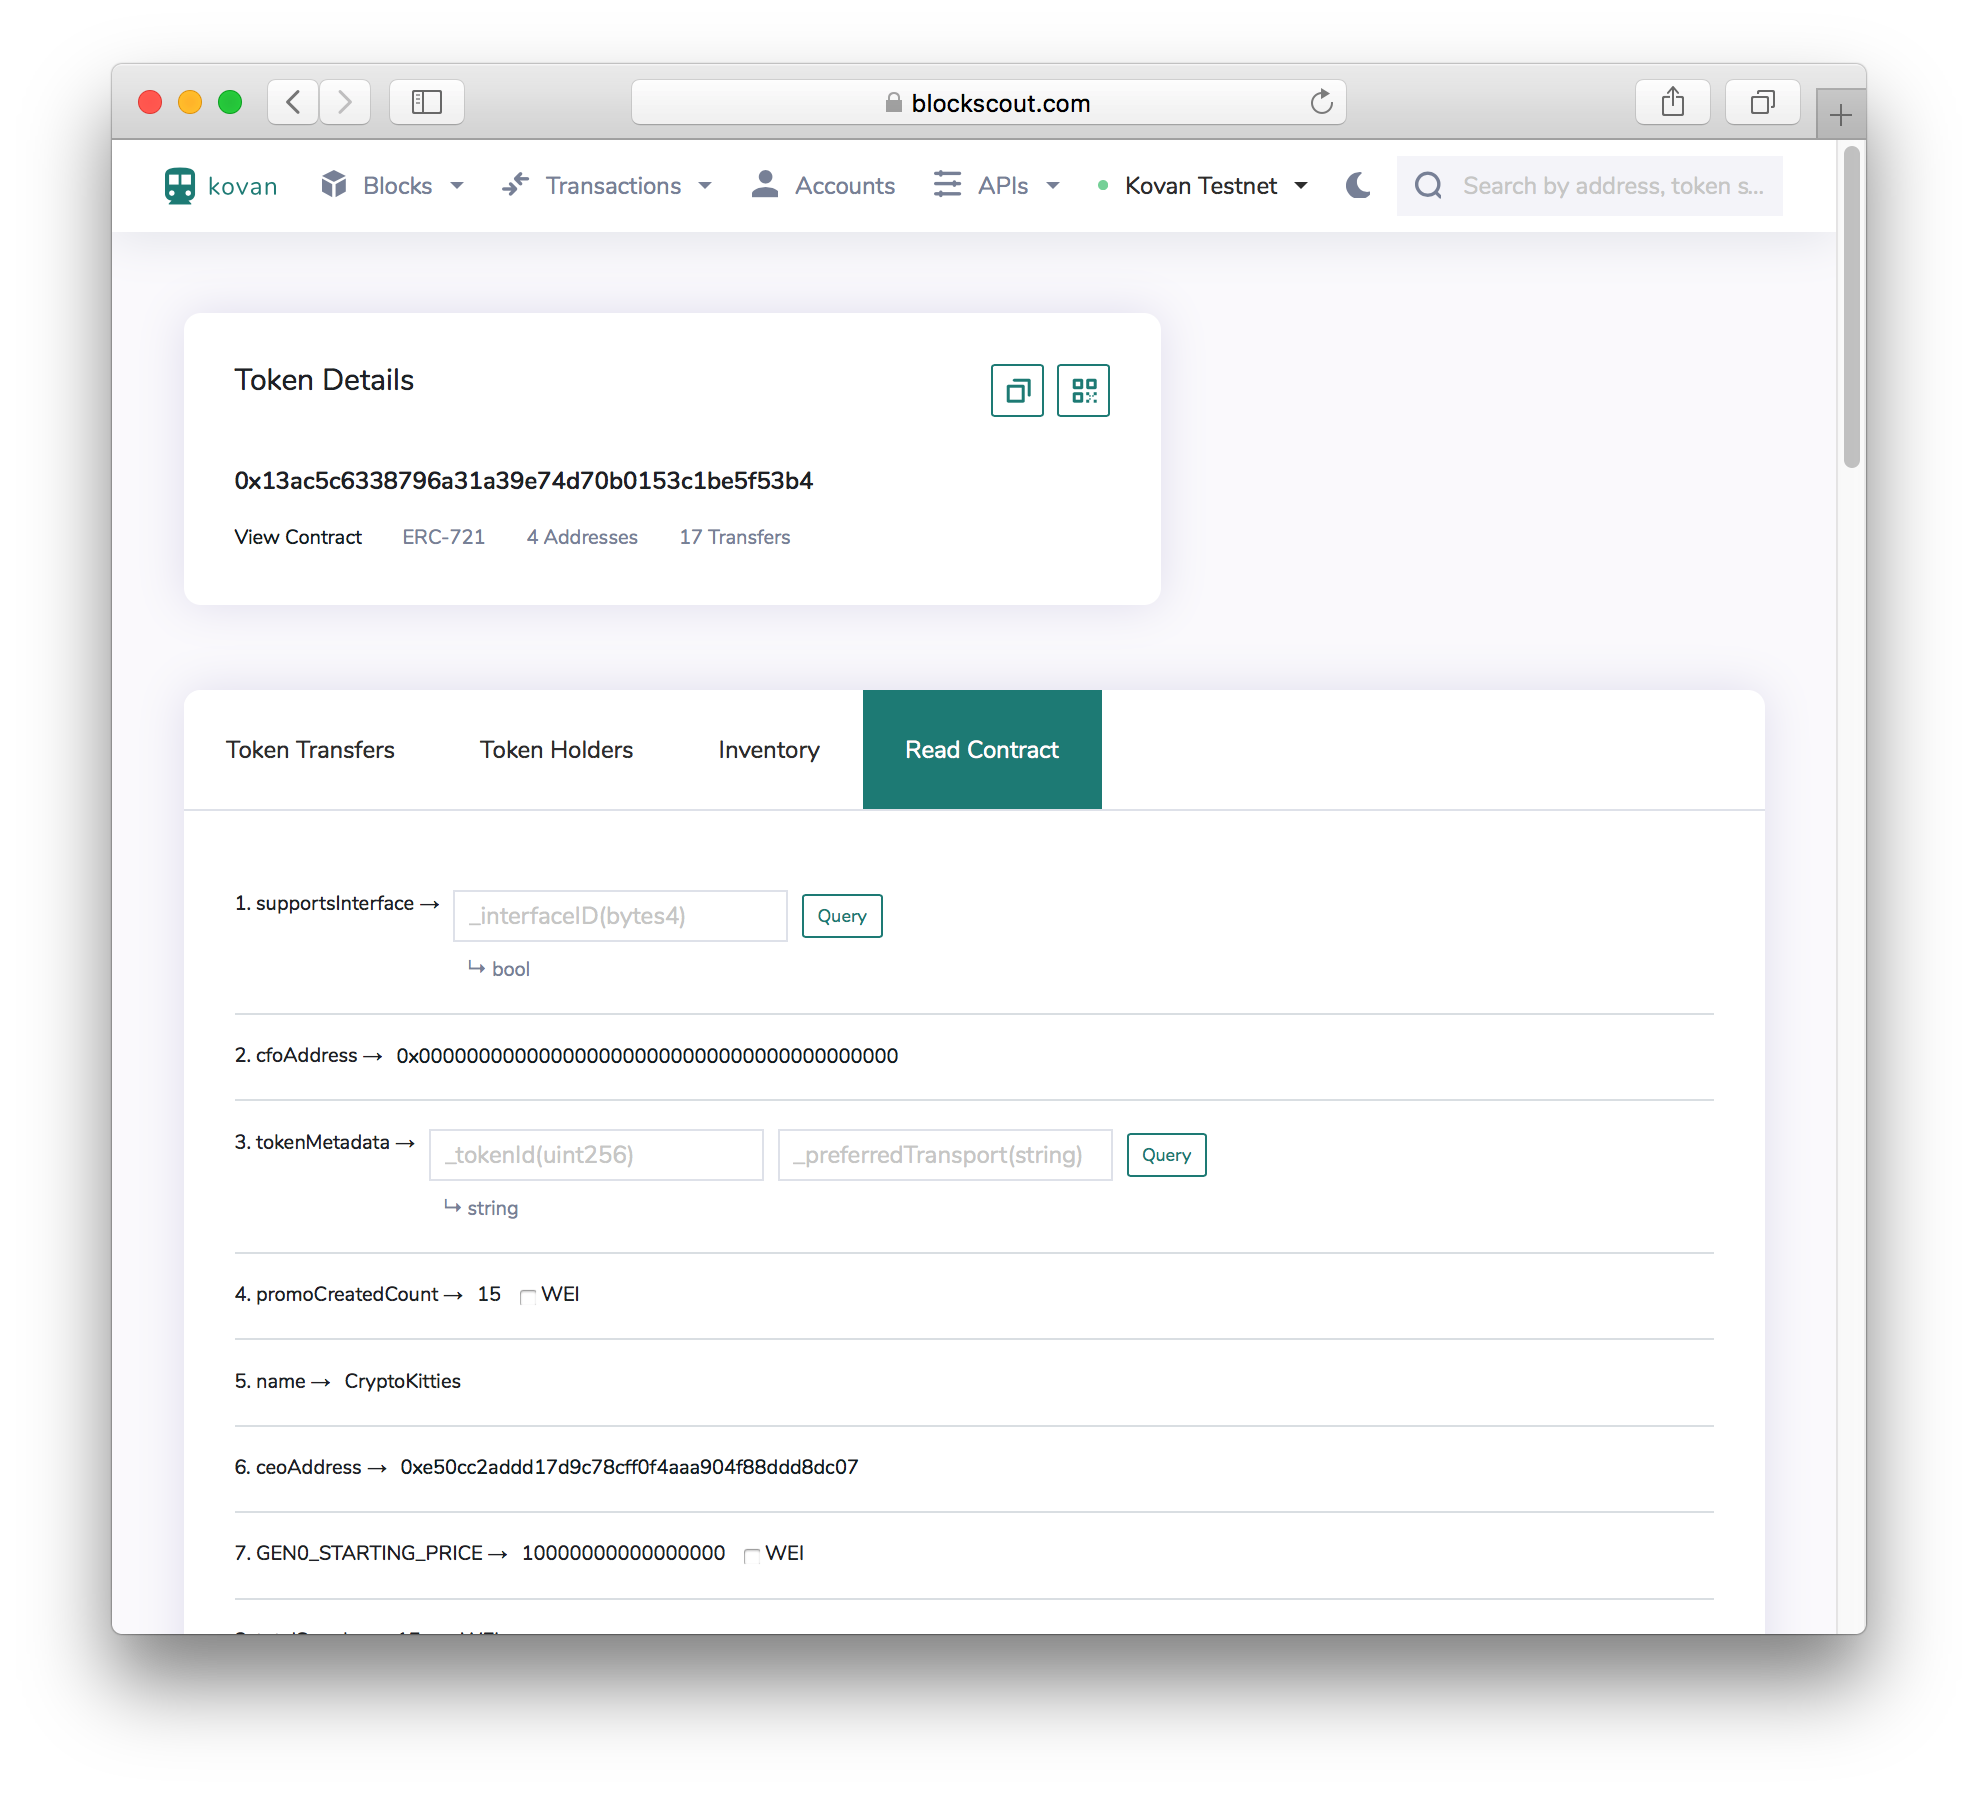 blockscout.com
kovan Blocks Transactions Accounts APIs Kovan Testnet Search by address, token s...
Token Details
0x13ac5c6338796a31a39e74d70b0153c1be5f53b4
View Contract ERC-721 4 Addresses 17 Transfers
Token Transfers Token Holders Inventory Read Contract
1. supportsInterface → _interfaceID(bytes4) Query
↳ bool
2. cfoAddress → 0x0000000000000000000000000000000000000000
3. tokenMetadata → _tokenId(uint256) _preferredTransport(string) Query
↳ string
4. promoCreatedCount → 15 WEI
5. name → CryptoKitties
6. ceoAddress → 0xe50cc2addd17d9c78cff0f4aaa904f88ddd8dc07
7. GEN0_STARTING_PRICE → 10000000000000000 WEI